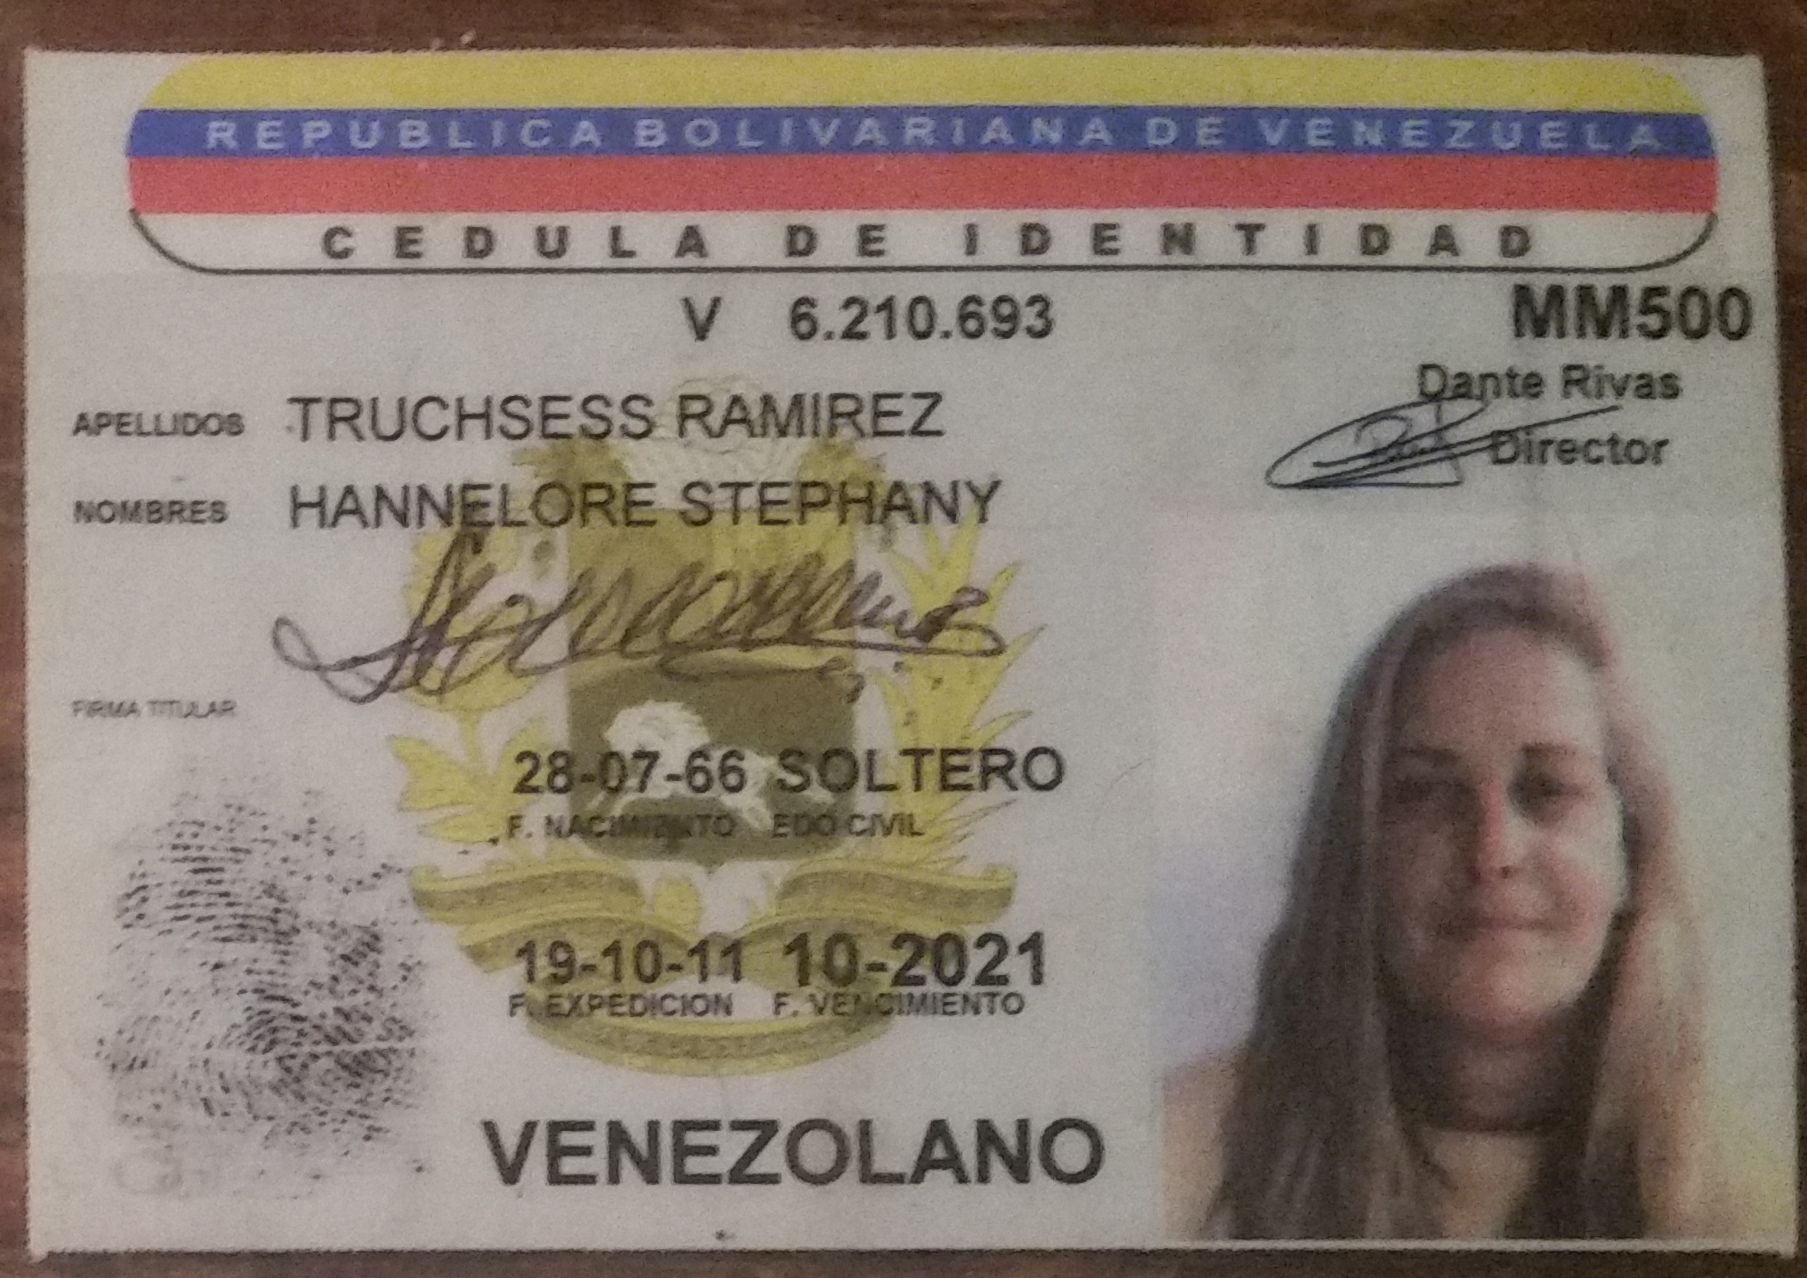 REPUBLICA BOLIVARIANA DE VENEZUELA
CEDULA DE IDENTIDAD
V 6.210.693 MM500
Dante Rivas
Director
APELLIDOS TRUCHSESS RAMIREZ
NOMBRES HANNELORE STEPHANY
FIRMA TITULAR
28-07-66 SOLTERO
F. NACIMIENTO EDO CIVIL
19-10-11 10-2021
F. EXPEDICION F. VENCIMIENTO
VENEZOLANO